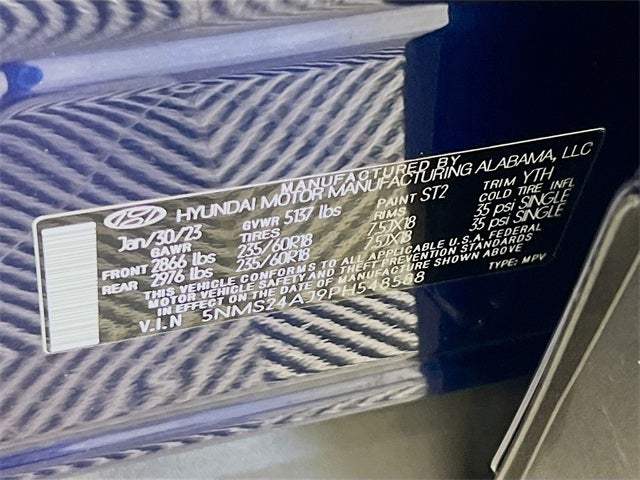 MANUFACTURED BY
HYUNDAI MOTOR MANUFACTURING ALABAMA, LLC
Jan/30/23 GVWR 5137 lbs PAINT ST2 TRIM YTH
GAWR TIRES RIMS COLD TIRE INFL
FRONT 2866 lbs 235/60R18 7.5JX18 35 psi SINGLE
REAR 2976 lbs 235/60R18 7.5JX18 35 psi SINGLE
THIS VEHICLE CONFORMS TO ALL APPLICABLE U.S.A. FEDERAL
MOTOR VEHICLE SAFETY AND THEFT PREVENTION STANDARDS
IN EFFECT ON THE DATE OF MANUFACTURE SHOWN ABOVE.
V.I.N 5NMS24AJ9PH548588 TYPE: MPV